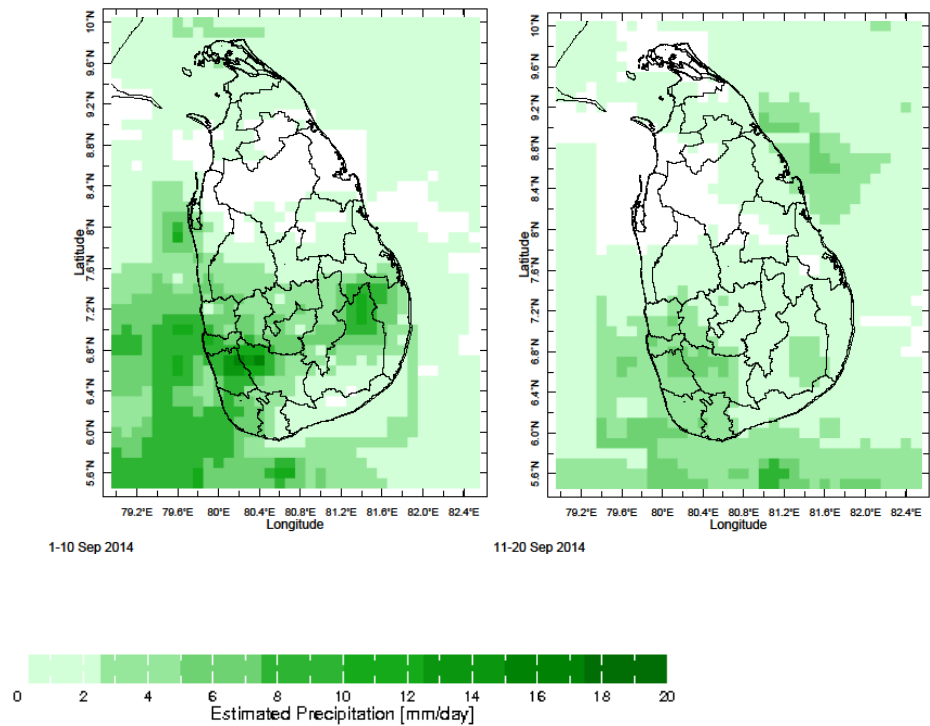 10°N 10°N
9.6°N 9.6°N
9.2°N 9.2°N
8.8°N 8.8°N
8.4°N 8.4°N
Latitude Latitude
8°N 8°N
7.6°N 7.6°N
7.2°N 7.2°N
6.8°N 6.8°N
6.4°N 6.4°N
6.0°N 6.0°N
5.6°N 5.6°N
79.2°E 79.6°E 80°E 80.4°E 80.8°E 81.2°E 81.6°E 82.0°E 82.4°E 79.2°E 79.6°E 80°E 80.4°E 80.8°E 81.2°E 81.6°E 82.0°E 82.4°E
Longitude Longitude
1-10 Sep 2014 11-20 Sep 2014
0 2 4 6 8 10 12 14 16 18 20
Estimated Precipitation [mm/day]